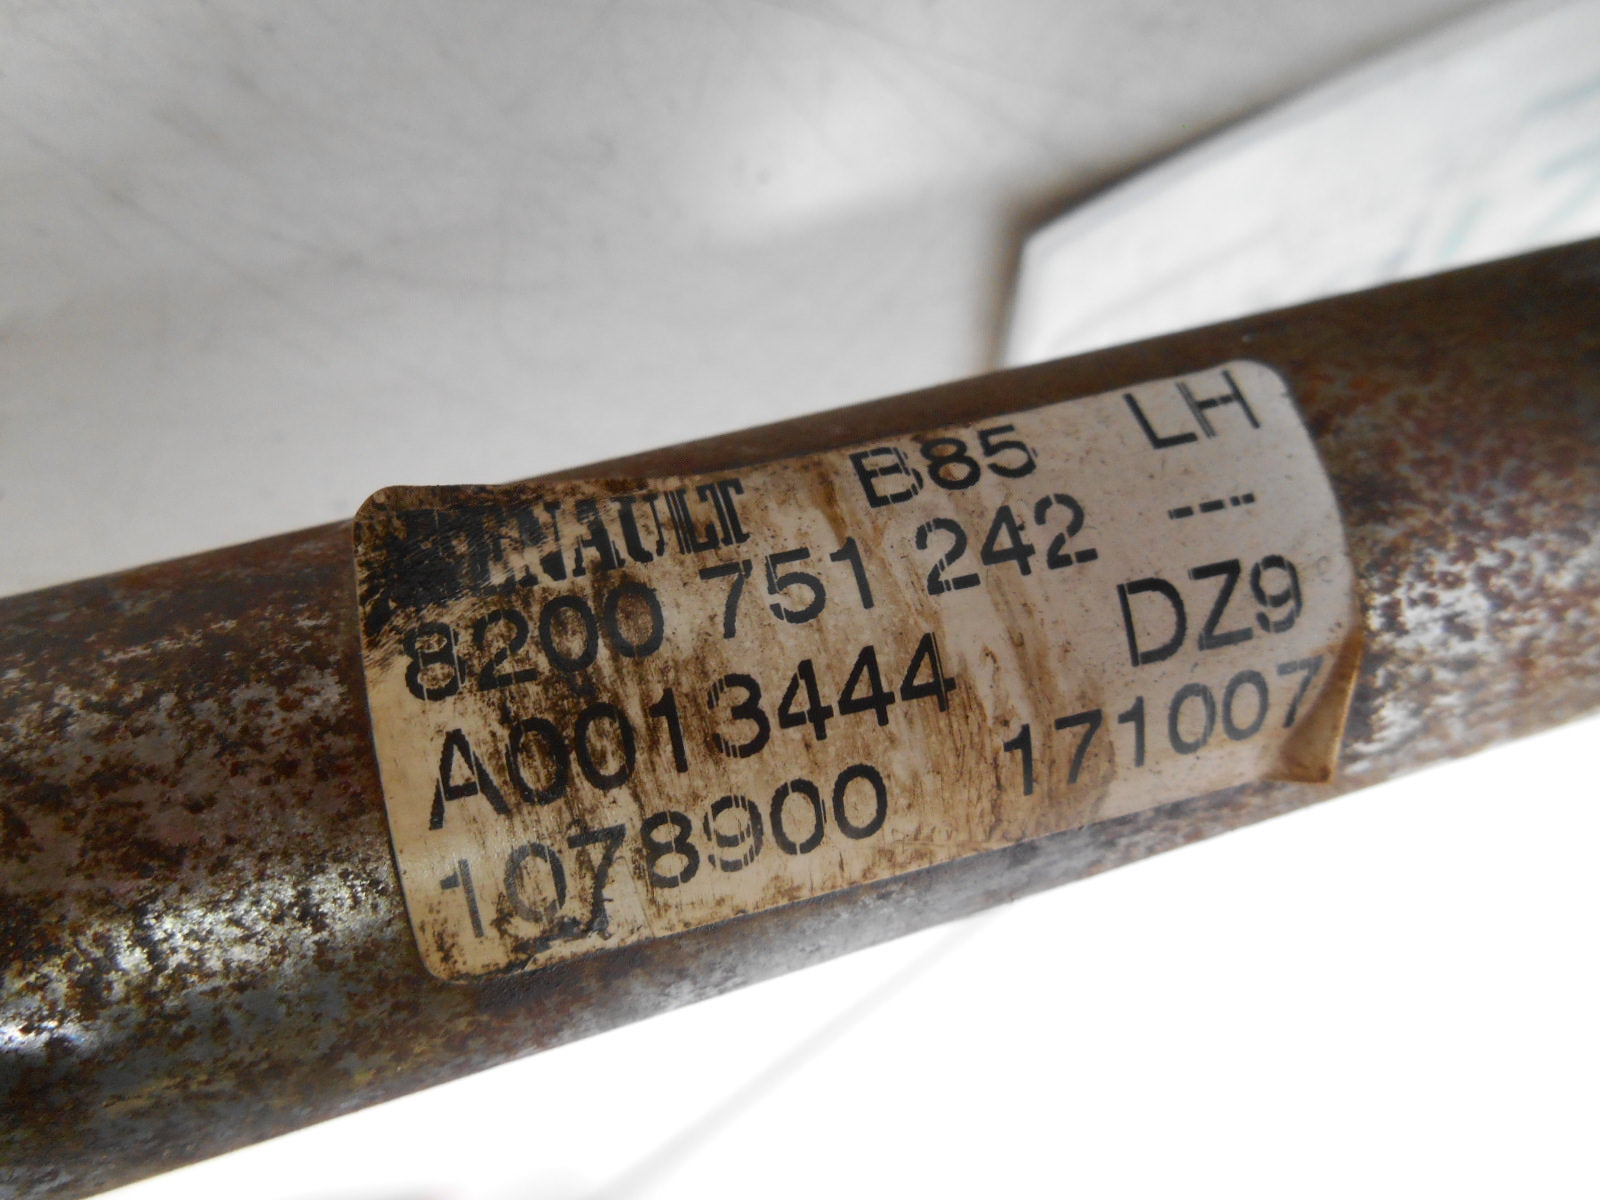 RENAULT B85 LH
8200 751 242 ---
A0013444 DZ9
1078900 171007